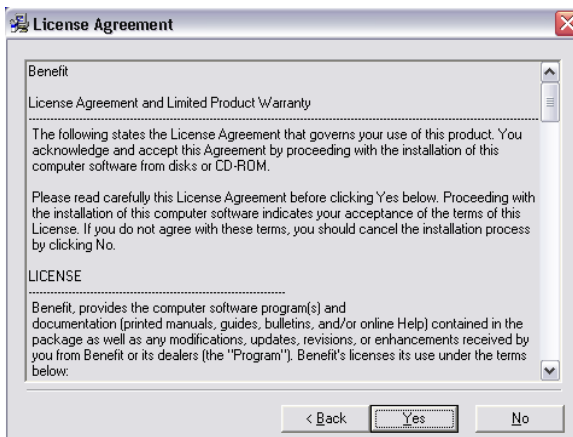 License Agreement
Benefit
License Agreement and Limited Product Warranty
--------------------------------------------------------------------------------
The following states the License Agreement that governs your use of this product. You
acknowledge and accept this Agreement by proceeding with the installation of this
computer software from disks or CD-ROM.
Please read carefully this License Agreement before clicking Yes below. Proceeding with
the installation of this computer software indicates your acceptance of the terms of this
License. If you do not agree with these terms, you should cancel the installation process
by clicking No.
LICENSE
----------------------------------------------------------------
Benefit, provides the computer software program(s) and
documentation (printed manuals, guides, bulletins, and/or online Help) contained in the
package as well as any modifications, updates, revisions, or enhancements received by
you from Benefit or its dealers (the "Program"). Benefit's licenses its use under the terms
below:
< Back Yes No